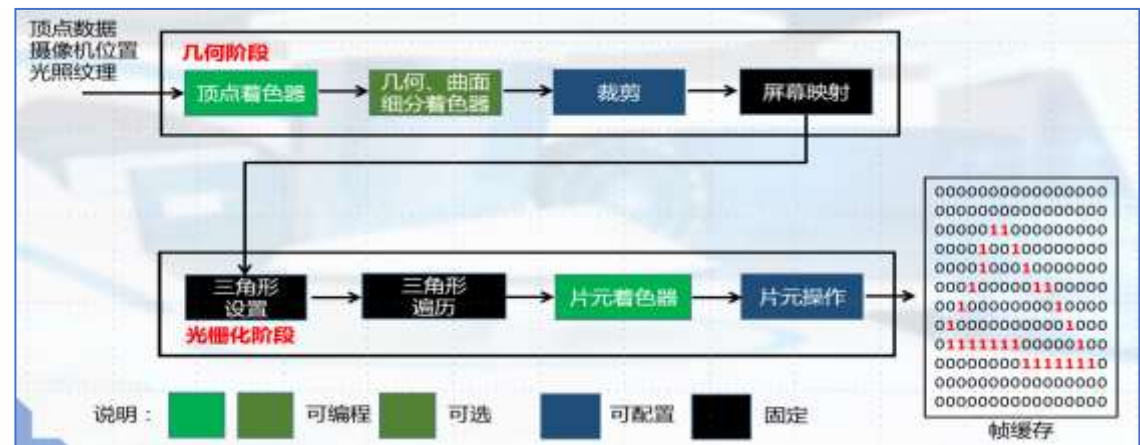 顶点数据
摄像机位置
光照纹理
几何阶段
顶点着色器
几何、曲面
细分着色器
裁剪
屏幕映射
三角形
设置
三角形
遍历
片元着色器
片元操作
光栅化阶段
0000000000000000
0000000000000000
0000011000000000
0000100100000000
0000100010000000
0001000001100000
0010000000010000
0100000000001000
0111111100000100
0000000011111110
0000000000000000
0000000000000000
帧缓存
说明：
可编程
可选
可配置
固定